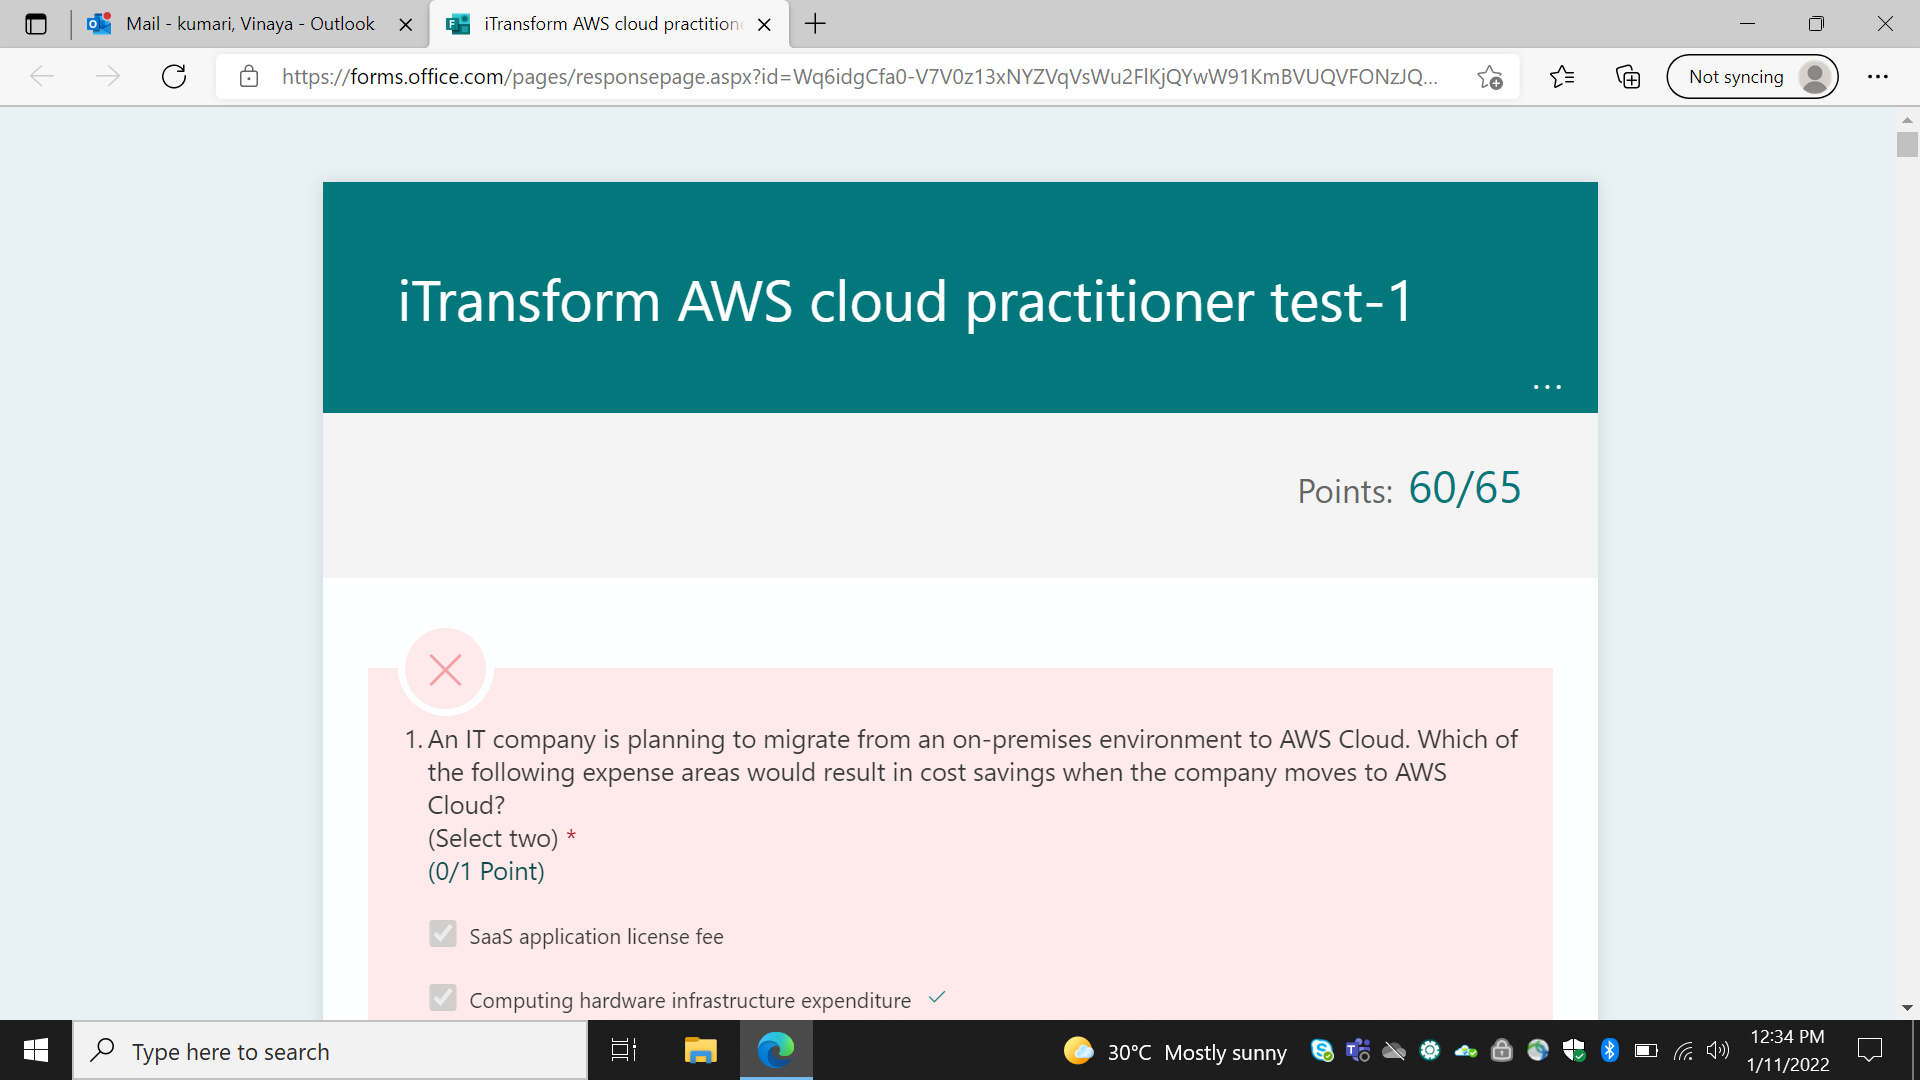 Mail - kumari, Vinaya - Outlook
iTransform AWS cloud practitione
https://forms.office.com/pages/responsepage.aspx?id=Wq6idgCfa0-V7V0z13xNYZVqVsWu2FlKjQYwW91KmBVUQVFONzJQ...
Not syncing
iTransform AWS cloud practitioner test-1
...
Points: 60/65
1. An IT company is planning to migrate from an on-premises environment to AWS Cloud. Which of
the following expense areas would result in cost savings when the company moves to AWS
Cloud?
(Select two) *
(0/1 Point)
SaaS application license fee
Computing hardware infrastructure expenditure
Type here to search
30°C Mostly sunny
12:34 PM
1/11/2022